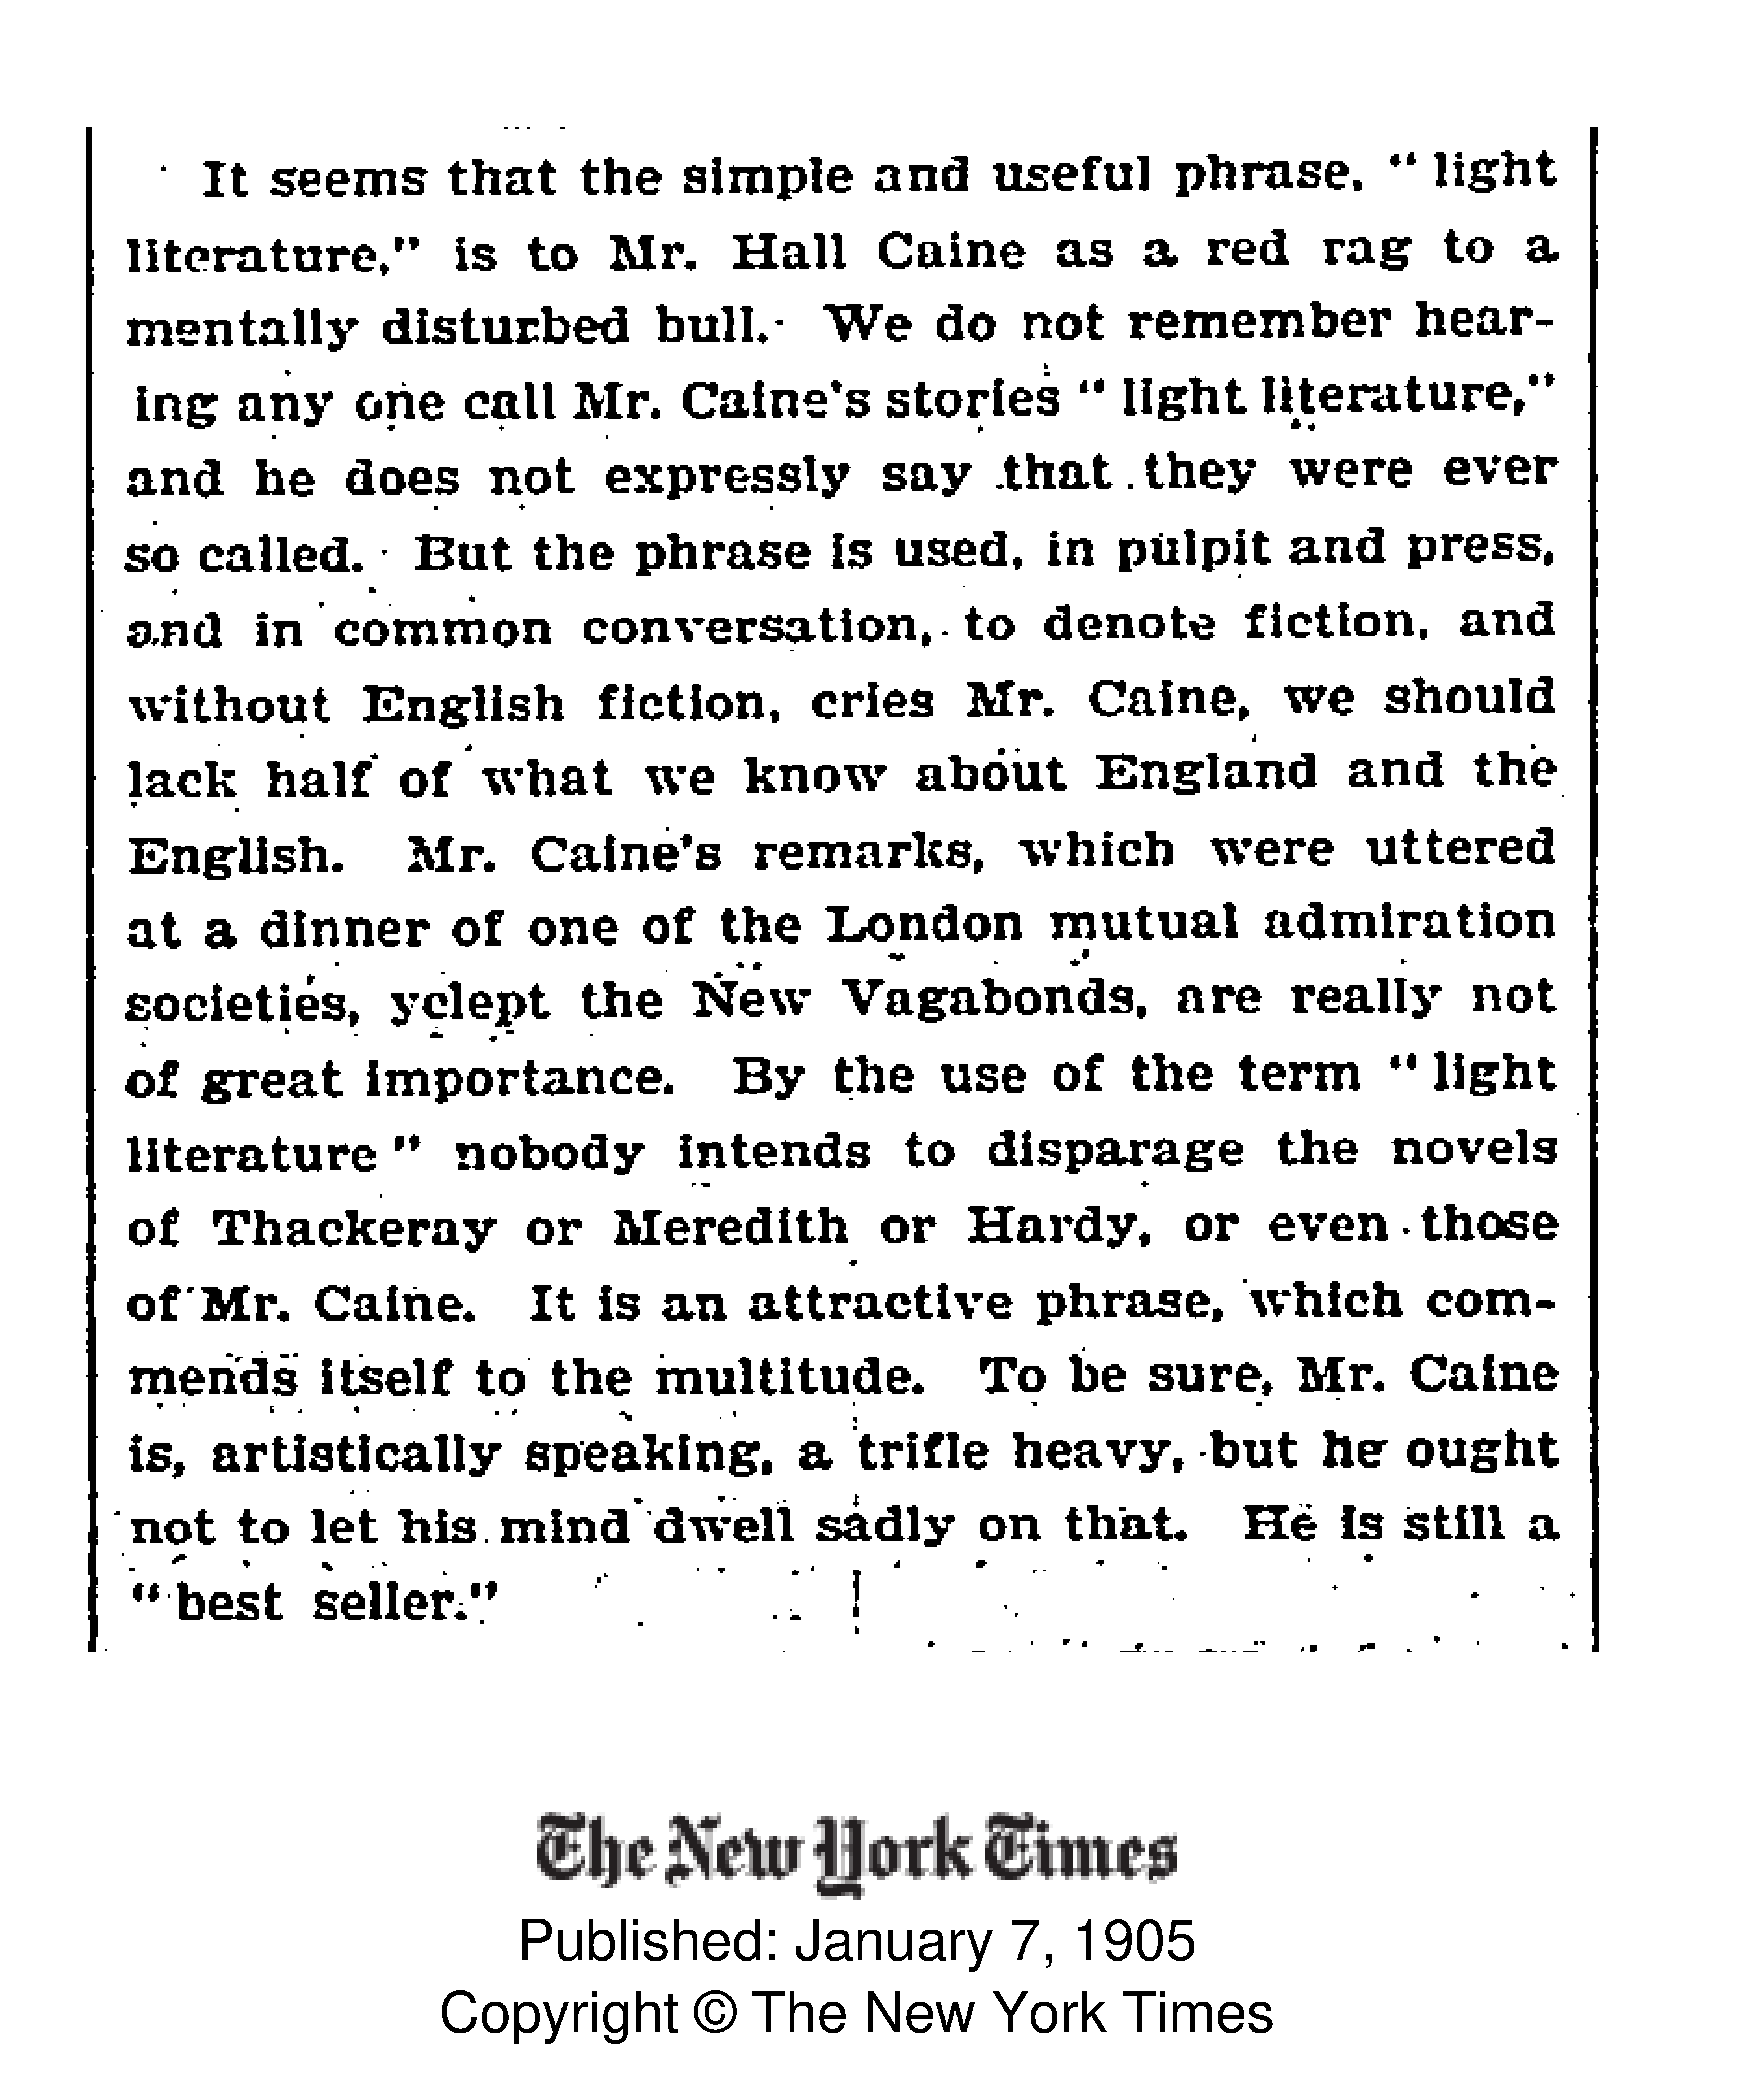 It seems that the simple and useful phrase, "light
literature," is to Mr. Hall Caine as a red rag to a
mentally disturbed bull. We do not remember hear-
ing any one call Mr. Caine's stories "light literature,"
and he does not expressly say that they were ever
so called. But the phrase is used, in pulpit and press,
and in common conversation, to denote fiction, and
without English fiction, cries Mr. Caine, we should
lack half of what we know about England and the
English. Mr. Caine's remarks, which were uttered
at a dinner of one of the London mutual admiration
societies, yclept the New Vagabonds, are really not
of great importance. By the use of the term "light
literature" nobody intends to disparage the novels
of Thackeray or Meredith or Hardy, or even those
of Mr. Caine. It is an attractive phrase, which com-
mends itself to the multitude. To be sure, Mr. Caine
is, artistically speaking, a trifle heavy, but he ought
not to let his mind dwell sadly on that. He is still a
"best seller."
The New York Times
Published: January 7, 1905
Copyright © The New York Times